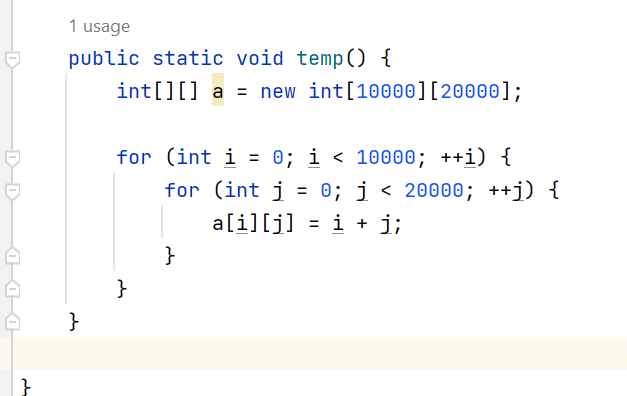 1 usage
public static void temp() {
int[][] a = new int[10000][20000];
for (int i = 0; i < 10000; ++i) {
for (int j = 0; j < 20000; ++j) {
a[i][j] = i + j;
}
}
}
}